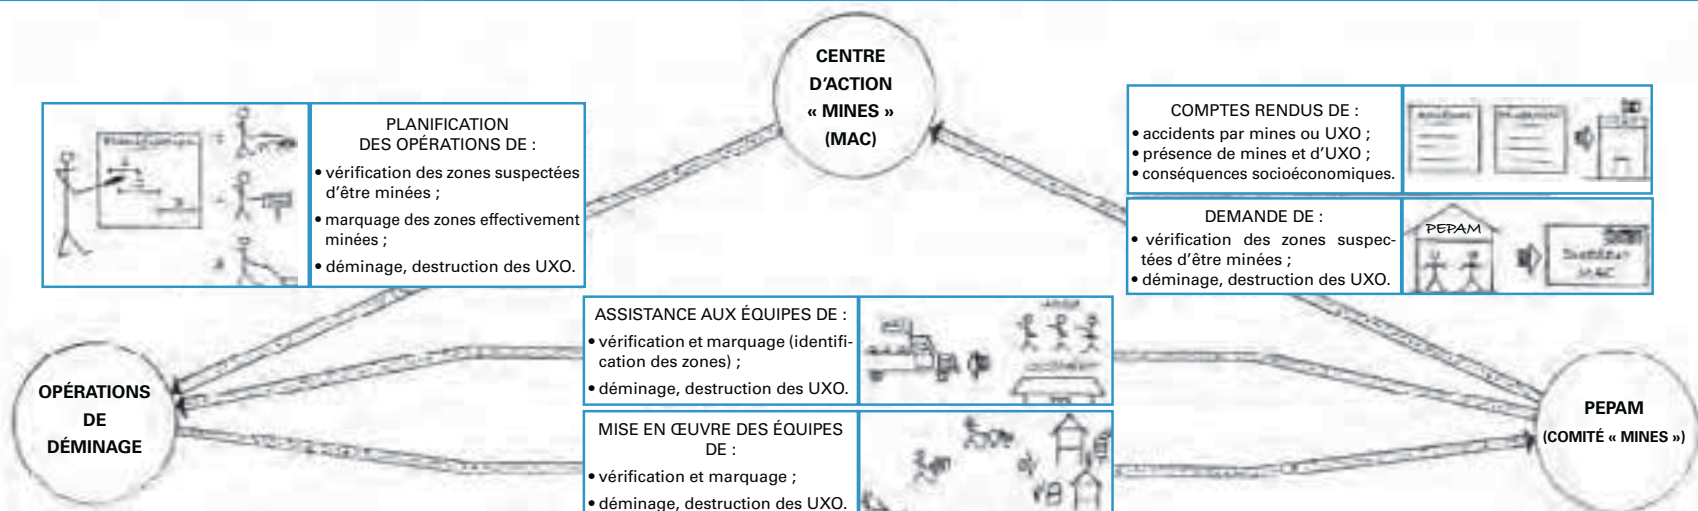 CENTRE
D'ACTION
« MINES »
(MAC)
PLANIFICATION
DES OPÉRATIONS DE :
• vérification des zones suspectées
d'être minées ;
• marquage des zones effectivement
minées ;
• déminage, destruction des UXO.
COMPTES RENDUS DE :
• accidents par mines ou UXO ;
• présence de mines et d'UXO ;
• conséquences socioéconomiques.
DEMANDE DE :
• vérification des zones suspec-
tées d'être minées ;
• déminage, destruction des UXO.
PEPAM
MAC
ASSISTANCE AUX ÉQUIPES DE :
• vérification et marquage (identifi-
cation des zones) ;
• déminage, destruction des UXO.
OPÉRATIONS
DE
DÉMINAGE
MISE EN ŒUVRE DES ÉQUIPES
DE :
• vérification et marquage ;
• déminage, destruction des UXO.
PEPAM
(COMITÉ « MINES »)